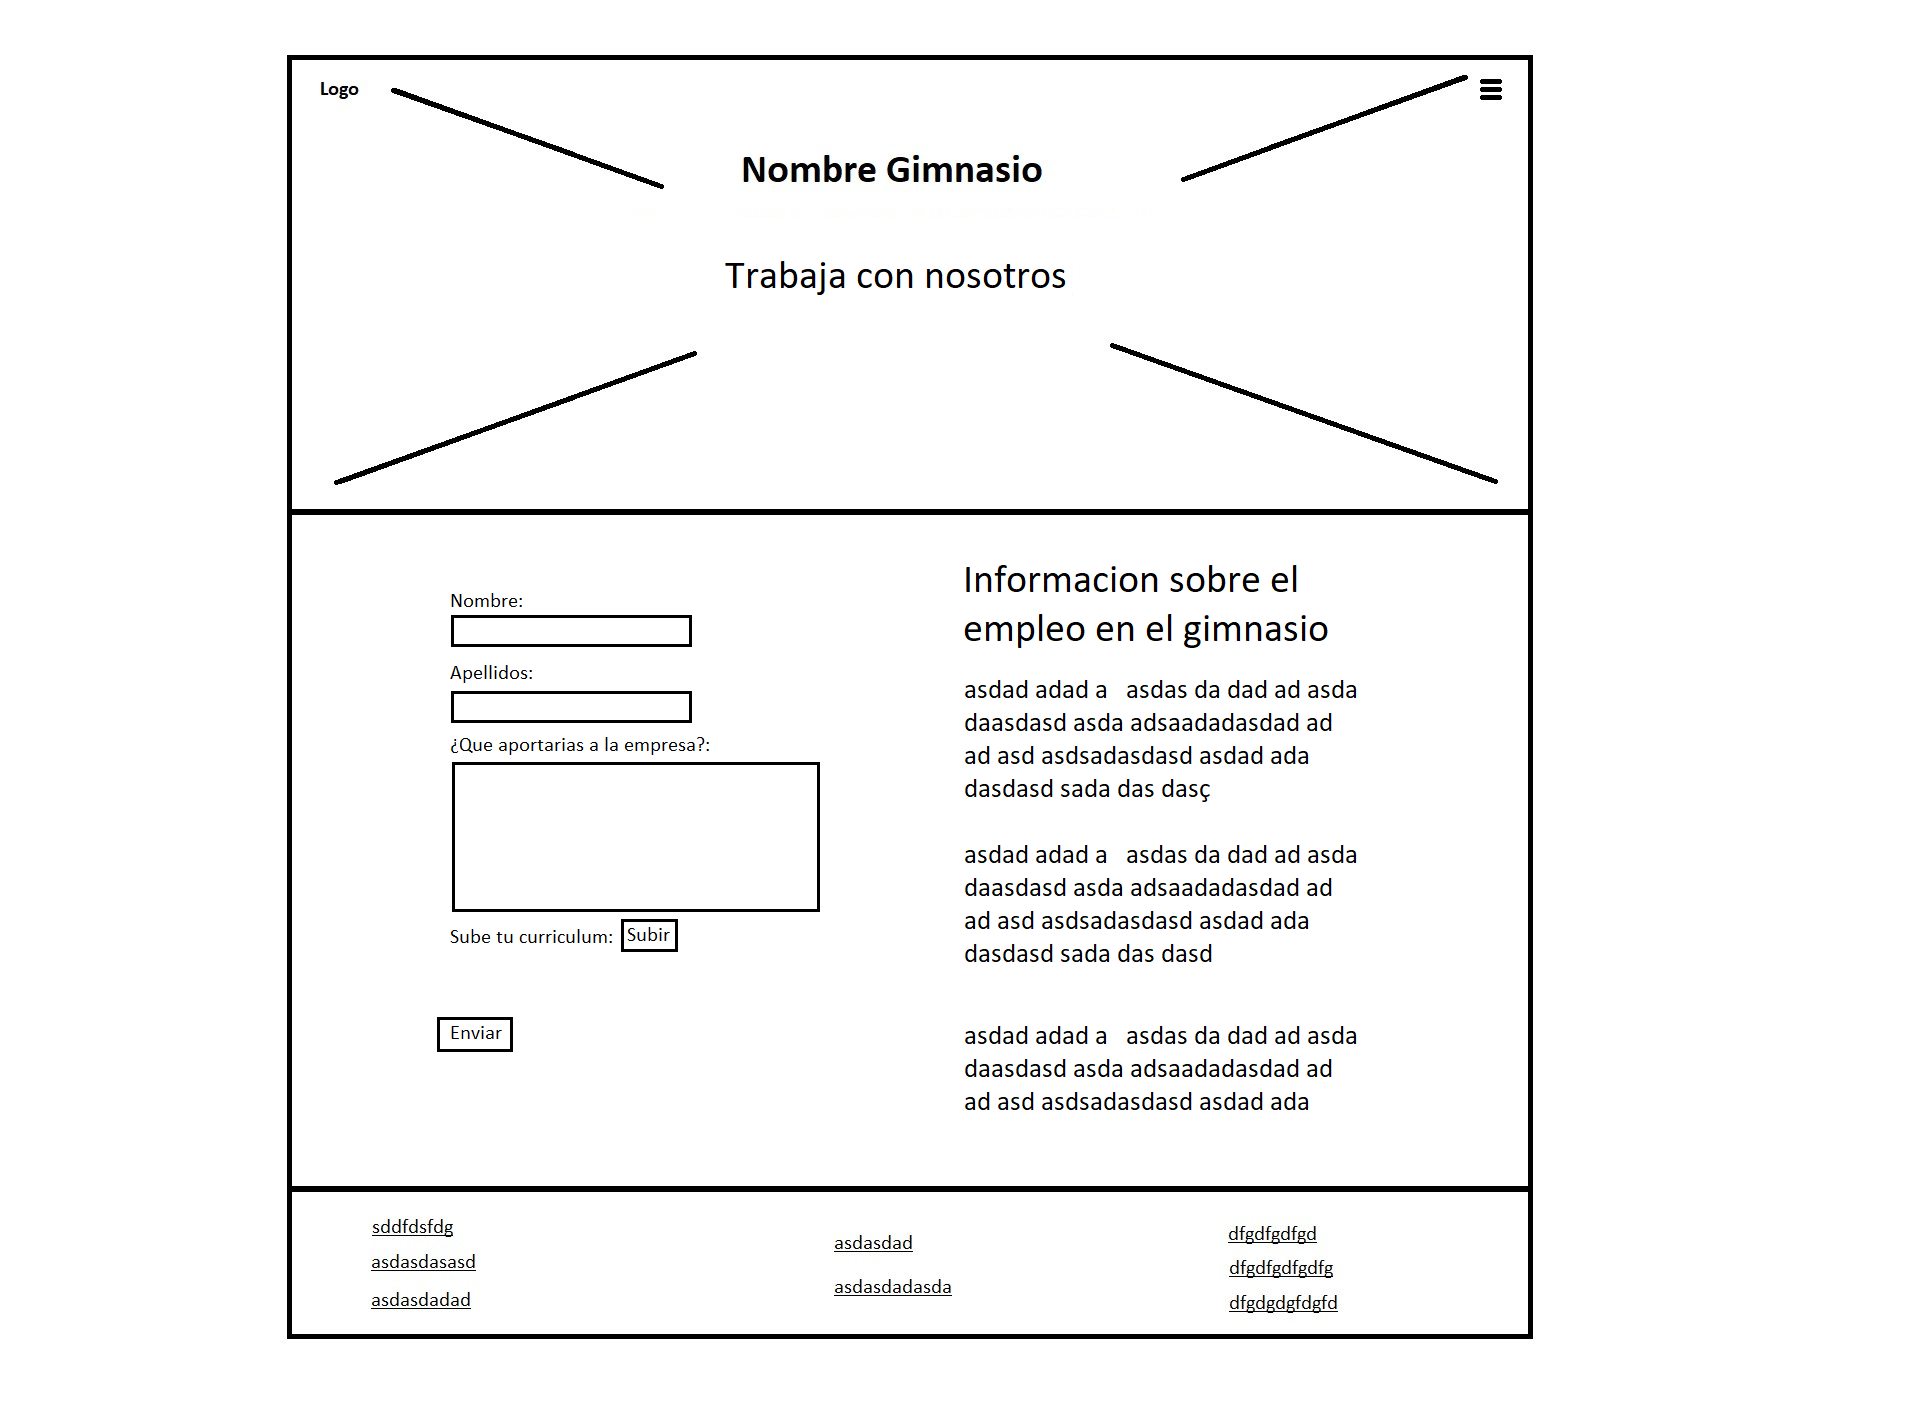 Logo
Nombre Gimnasio
Trabaja con nosotros
Nombre:
Apellidos:
¿Que aportarias a la empresa?:
Sube tu curriculum: Subir
Enviar
Informacion sobre el
empleo en el gimnasio
asdad adad a   asdas da dad ad asda
daasdasd asda adsaadadasdad ad
ad asd asdsadasdasd asdad ada
dasdasd sada das dasç
asdad adad a   asdas da dad ad asda
daasdasd asda adsaadadasdad ad
ad asd asdsadasdasd asdad ada
dasdasd sada das dasd
asdad adad a   asdas da dad ad asda
daasdasd asda adsaadadasdad ad
ad asd asdsadasdasd asdad ada
sddfdsfdg
asdasdasasd
asdasdadad
asdasdad
asdasdadasda
dfgdfgdfgd
dfgdfgdfgdfg
dfgdgdgfdgfd